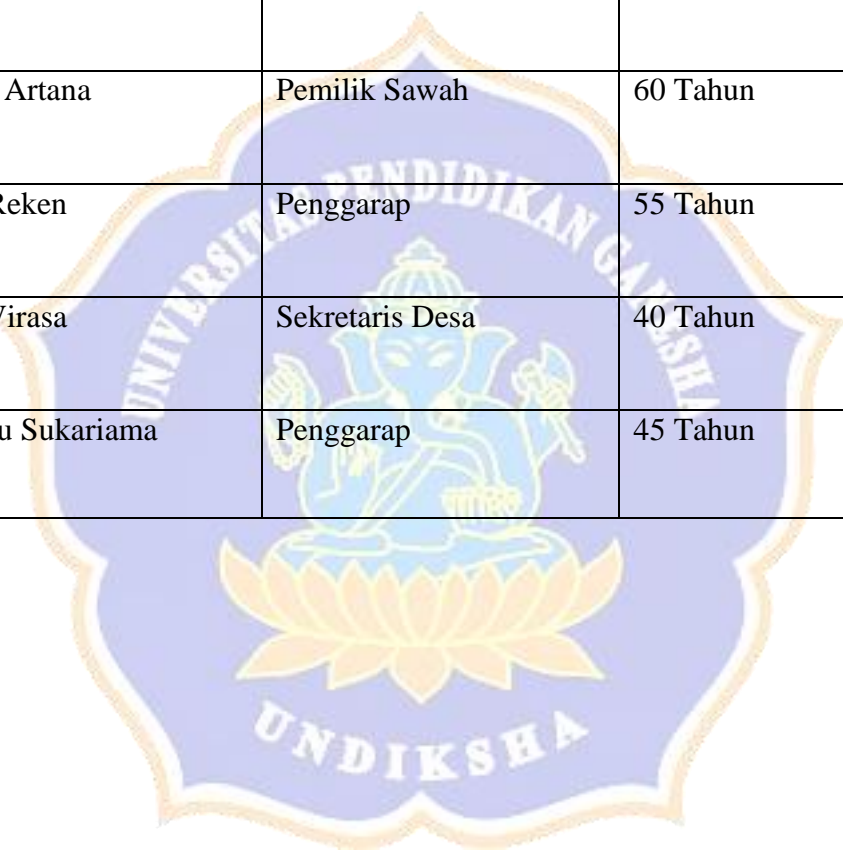 Artana Pemilik Sawah 60 Tahun
Reken Penggarap 55 Tahun
Wirasa Sekretaris Desa 40 Tahun
Sukariama Penggarap 45 Tahun
UNIVERSITAS PENDIDIKAN GANESHA
UNDIKSHA